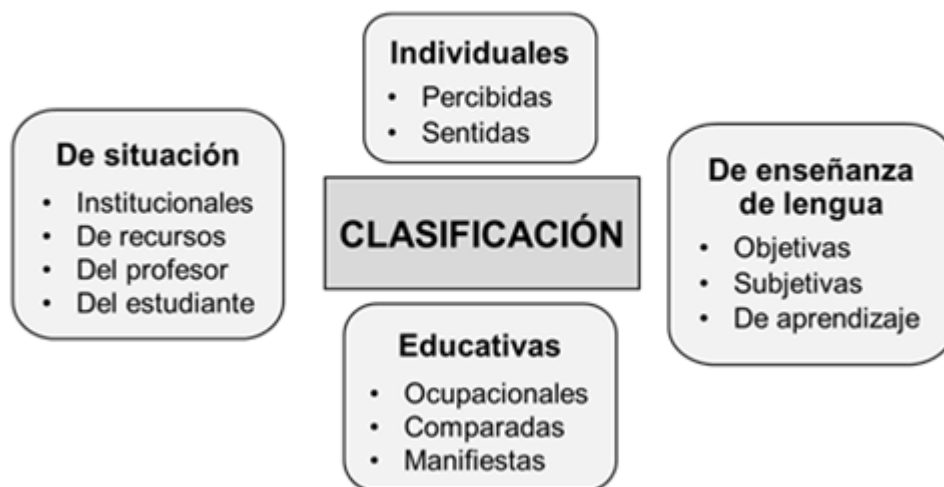 Individuales
• Percibidas
• Sentidas
De situación
• Institucionales
• De recursos
• Del profesor
• Del estudiante
CLASIFICACIÓN
De enseñanza
de lengua
• Objetivas
• Subjetivas
• De aprendizaje
Educativas
• Ocupacionales
• Comparadas
• Manifiestas